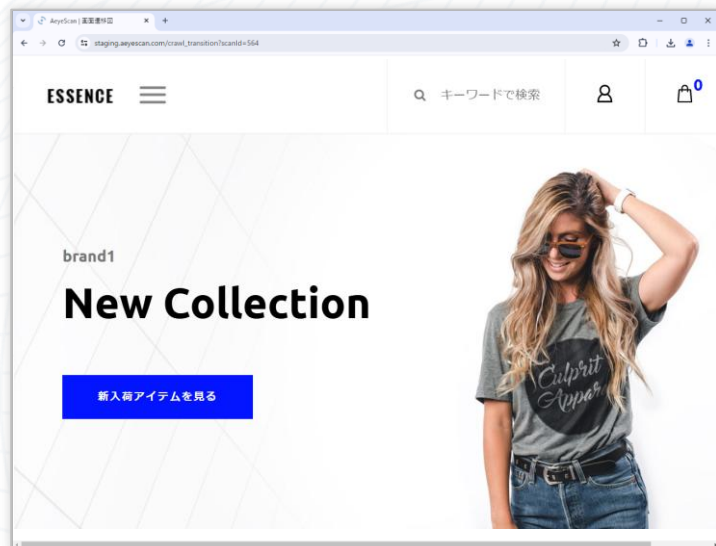 AeyeScan | 画面遷移図
staging.aeyescan.com/crawl_transition?scanId=564
ESSENCE
キーワードで検索
0
brand1
New Collection
新入荷アイテムを見る
Culprit
Appar